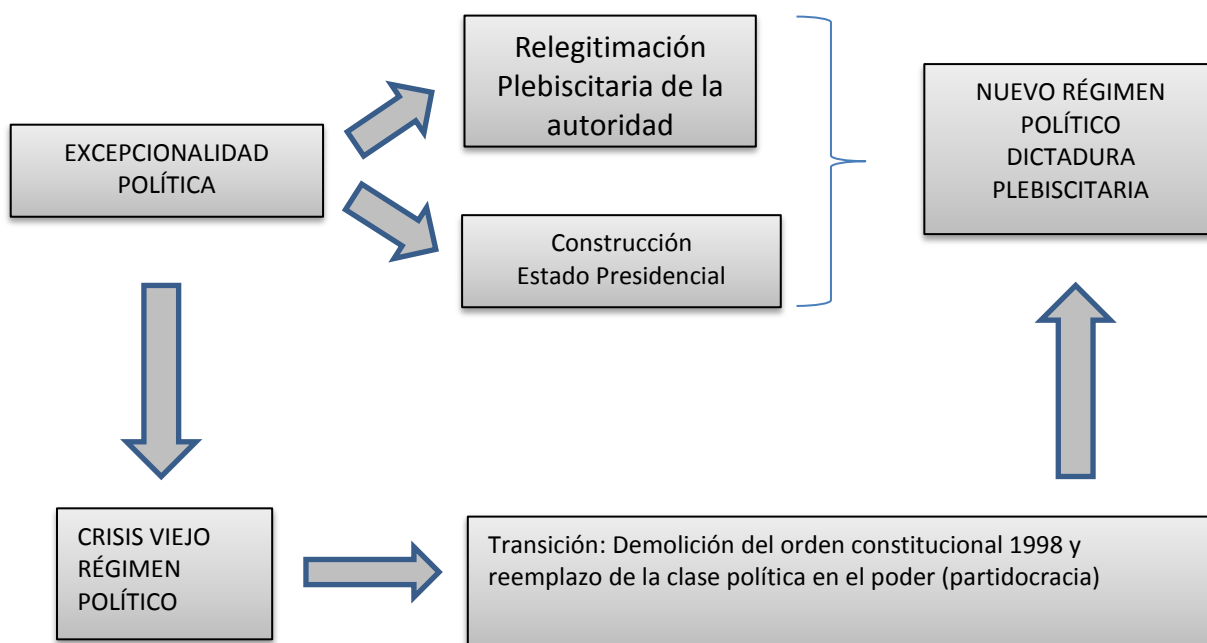 EXCEPCIONALIDAD
POLÍTICA
Relegitimación
Plebiscitaria de la
autoridad
Construcción
Estado Presidencial
NUEVO RÉGIMEN
POLÍTICO
DICTADURA
PLEBISCITARIA
CRISIS VIEJO
RÉGIMEN
POLÍTICO
Transición: Demolición del orden constitucional 1998 y
reemplazo de la clase política en el poder (partidocracia)